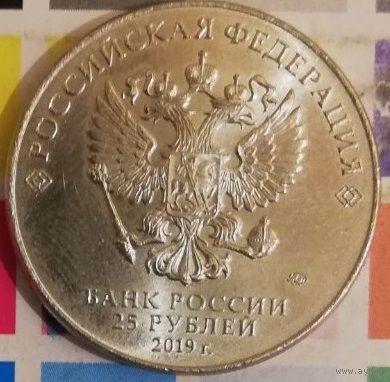 РОССИЙСКАЯ ФЕДЕРАЦИЯ
БАНК РОССИИ
25 РУБЛЕЙ
2019 г.